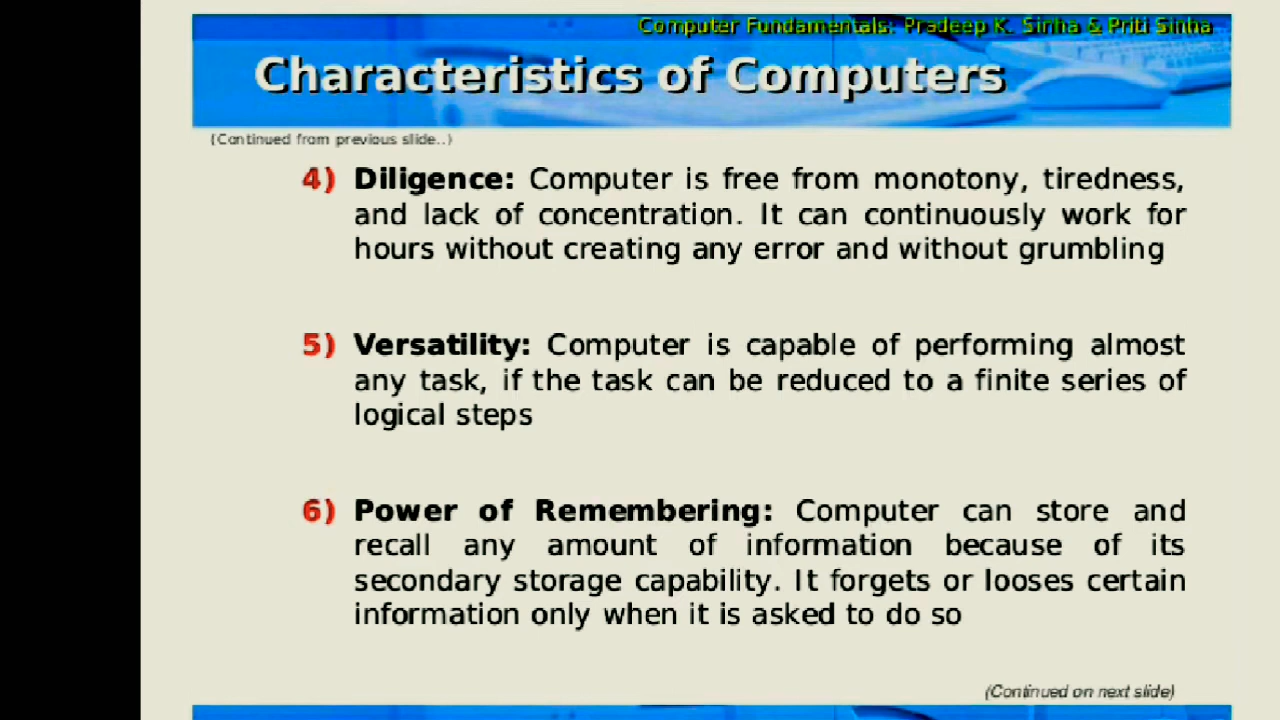 Computer Fundamentals: Pradeep K. Sinha & Priti Sinha
Characteristics of Computers
(Continued from previous slide..)
4) Diligence: Computer is free from monotony, tiredness,
and lack of concentration. It can continuously work for
hours without creating any error and without grumbling
5) Versatility: Computer is capable of performing almost
any task, if the task can be reduced to a finite series of
logical steps
6) Power of Remembering: Computer can store and
recall any amount of information because of its
secondary storage capability. It forgets or looses certain
information only when it is asked to do so
(Continued on next slide)